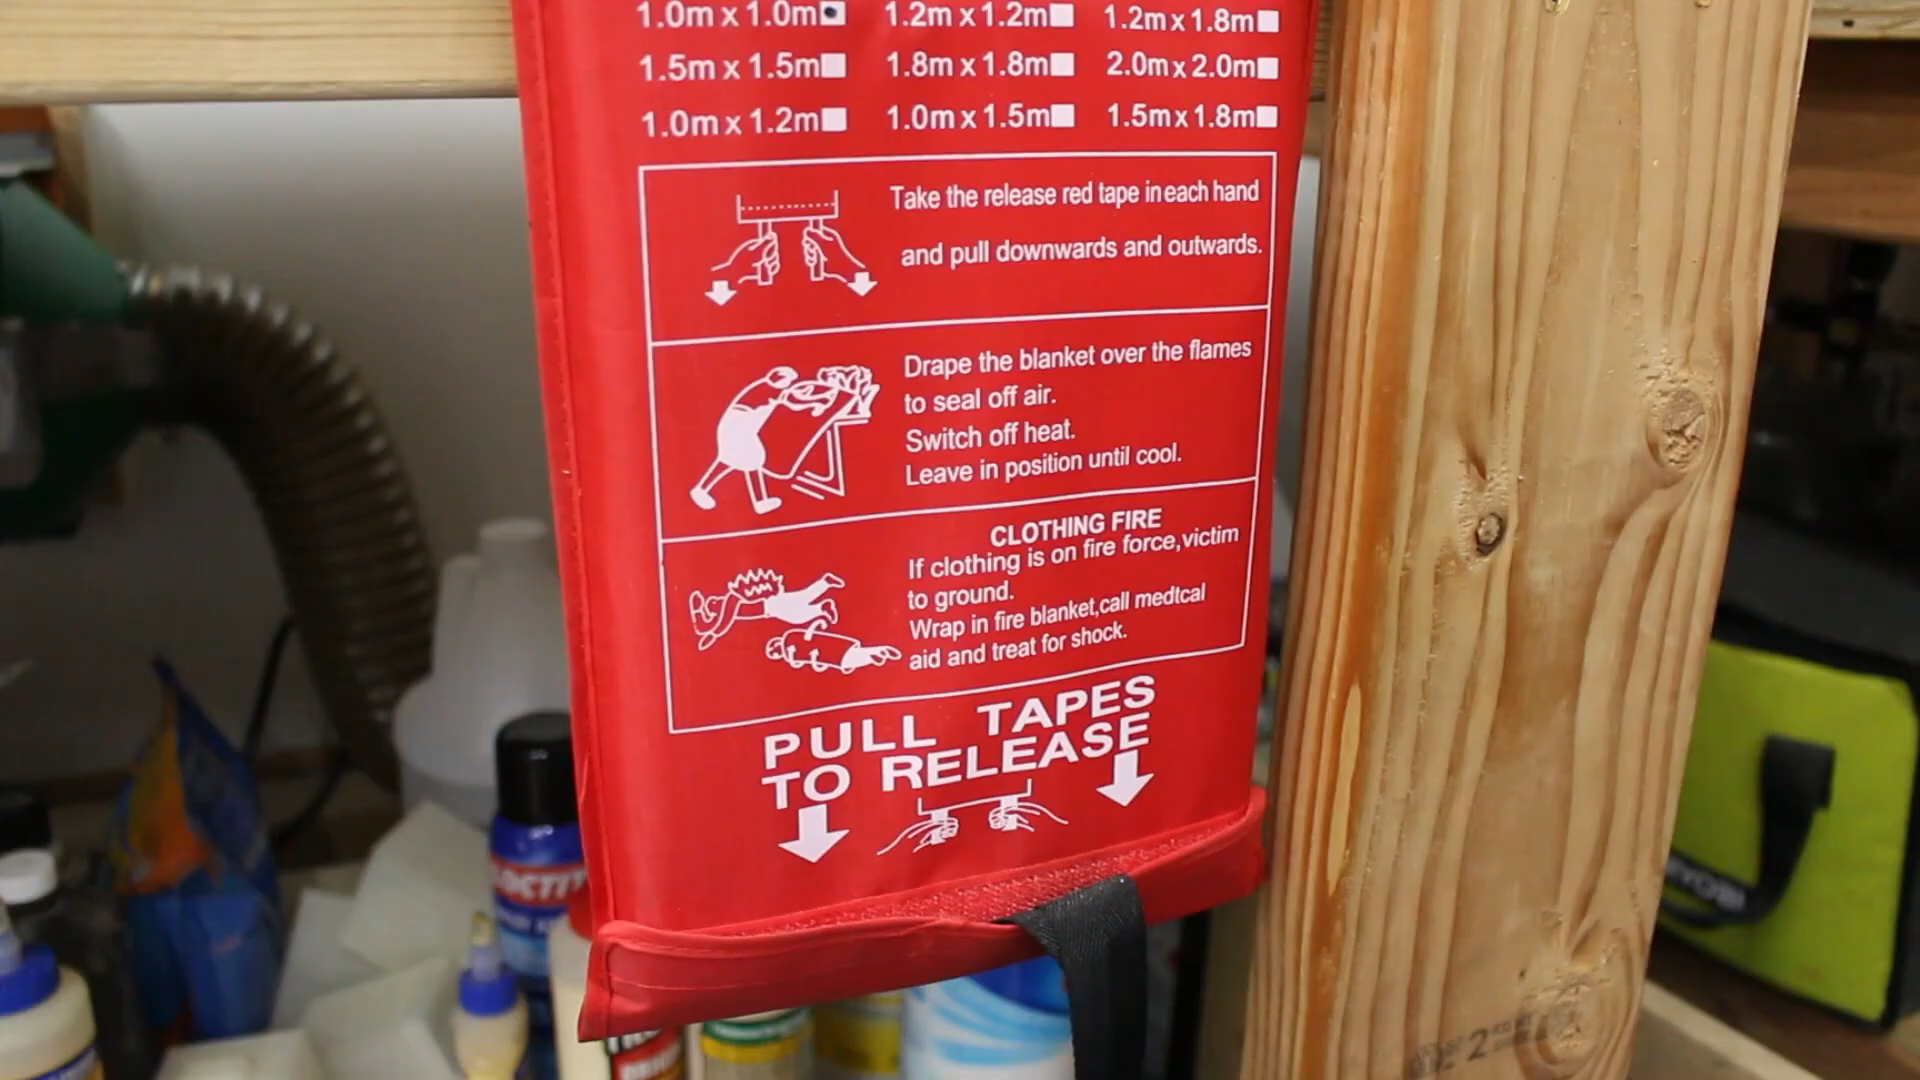 1.0m x 1.0m 1.2m x 1.2m 1.2m x 1.8m
1.5m x 1.5m 1.8m x 1.8m 2.0m x 2.0m
1.0m x 1.2m 1.0m x 1.5m 1.5m x 1.8m
Take the release red tape in each hand
and pull downwards and outwards.
Drape the blanket over the flames
to seal off air.
Switch off heat.
Leave in position until cool.
CLOTHING FIRE
If clothing is on fire force,victim
to ground.
Wrap in fire blanket,call medtcal
aid and treat for shock.
PULL TAPES
TO RELEASE